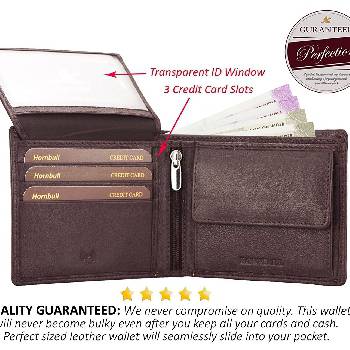 GURANTEED
Perfection
Transparent ID Window
3 Credit Card Slots
Hornbull
CREDIT CARD
Hornbull
CREDIT CARD
Hornbull
CREDIT CARD
ALITY GUARANTEED: We never compromise on quality. This wallet
ill never become bulky even after you keep all your cards and cash.
Perfect sized leather wallet will seamlessly slide into your pocket.